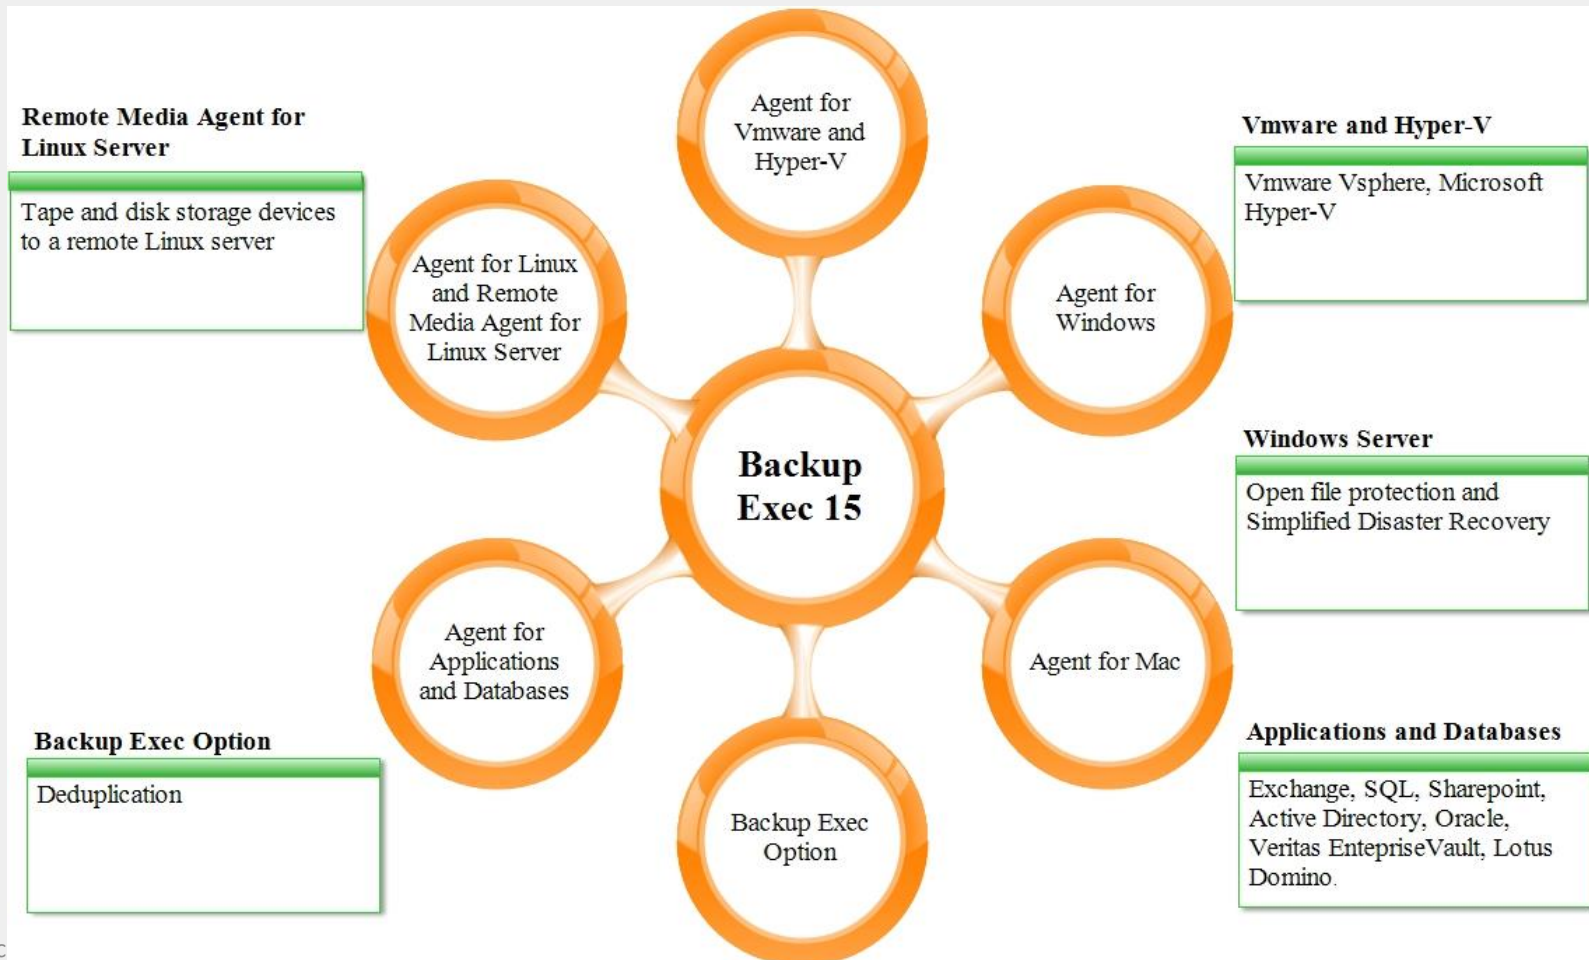 Remote Media Agent for
Linux Server
Tape and disk storage devices
to a remote Linux server
Agent for
Vmware and
Hyper-V
Vmware and Hyper-V
Vmware Vsphere, Microsoft
Hyper-V
Agent for Linux
and Remote
Media Agent for
Linux Server
Agent for
Windows
Backup
Exec 15
Windows Server
Open file protection and
Simplified Disaster Recovery
Agent for
Applications
and Databases
Agent for Mac
Backup Exec Option
Deduplication
Backup Exec
Option
Applications and Databases
Exchange, SQL, Sharepoint,
Active Directory, Oracle,
Veritas EntepriseVault, Lotus
Domino.